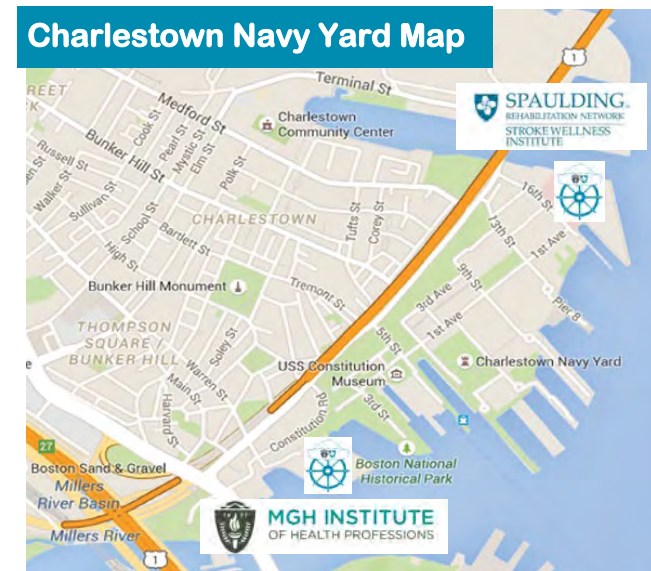 Charlestown Navy Yard Map
1
Terminal St
REET
Medford St
Cook St
Pearl St
Mystic St
Elm St
Charlestown
Community Center
SPAULDING
REHABILITATION NETWORK
STROKE WELLNESS
INSTITUTE
Bunker Hill St
Russell St
Walker St
Sullivan St
Polk St
16th St
School St
CHARLESTOWN
Tufts St
Corey St
13th St
High St
Bartlett St
1st Ave
9th St
Bunker Hill Monument
Tremont St
3rd Ave
Pier 8
1st Ave
THOMPSON
SQUARE /
BUNKER HILL
Soley St
5th St
Warren St
Main St
USS Constitution
Museum
Charlestown Navy Yard
Harvard St
3rd St
Constitution Rd
27
Boston Sand & Gravel
Boston National
Historical Park
Millers
River Basin
MGH INSTITUTE
OF HEALTH PROFESSIONS
Millers River
1